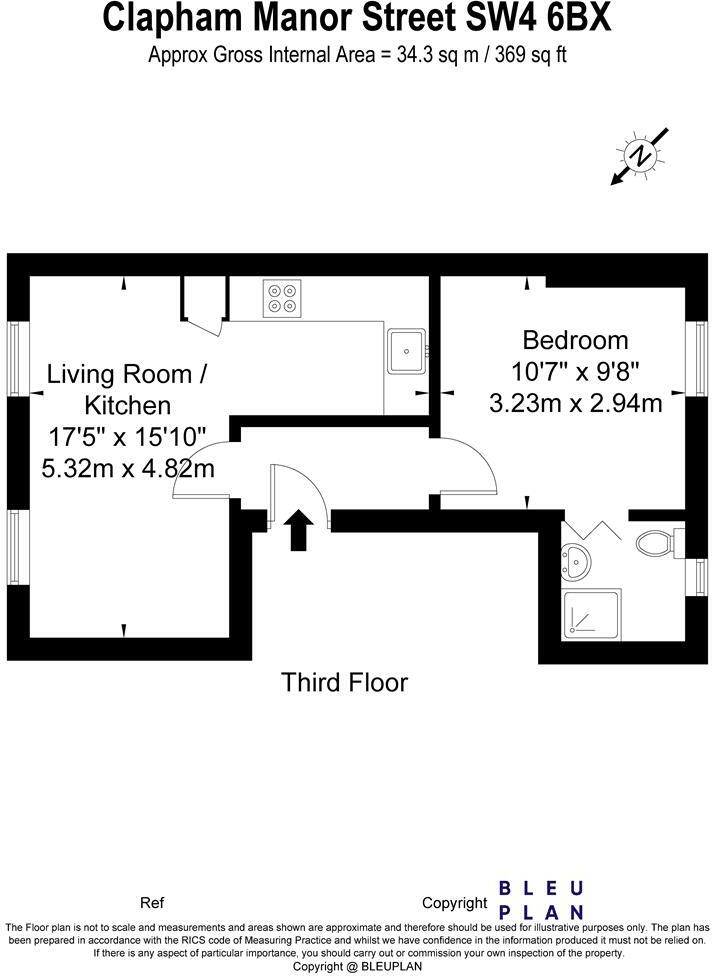 Clapham Manor Street SW4 6BX
Approx Gross Internal Area = 34.3 sq m / 369 sq ft
N
Living Room /
Kitchen
17'5" x 15'10"
5.32m x 4.82m
Bedroom
10'7" x 9'8"
3.23m x 2.94m
Third Floor
Ref
Copyright
BLEU
PLAN
The Floor plan is not to scale and measurements and areas shown are approximate and therefore should be used for illustrative purposes only. The plan has
been prepared in accordance with the RICS code of Measuring Practice and whilst we have confidence in the information produced it must not be relied on.
If there is any aspect of particular importance, you should carry out or commission your own inspection of the property.
Copyright @ BLEUPLAN